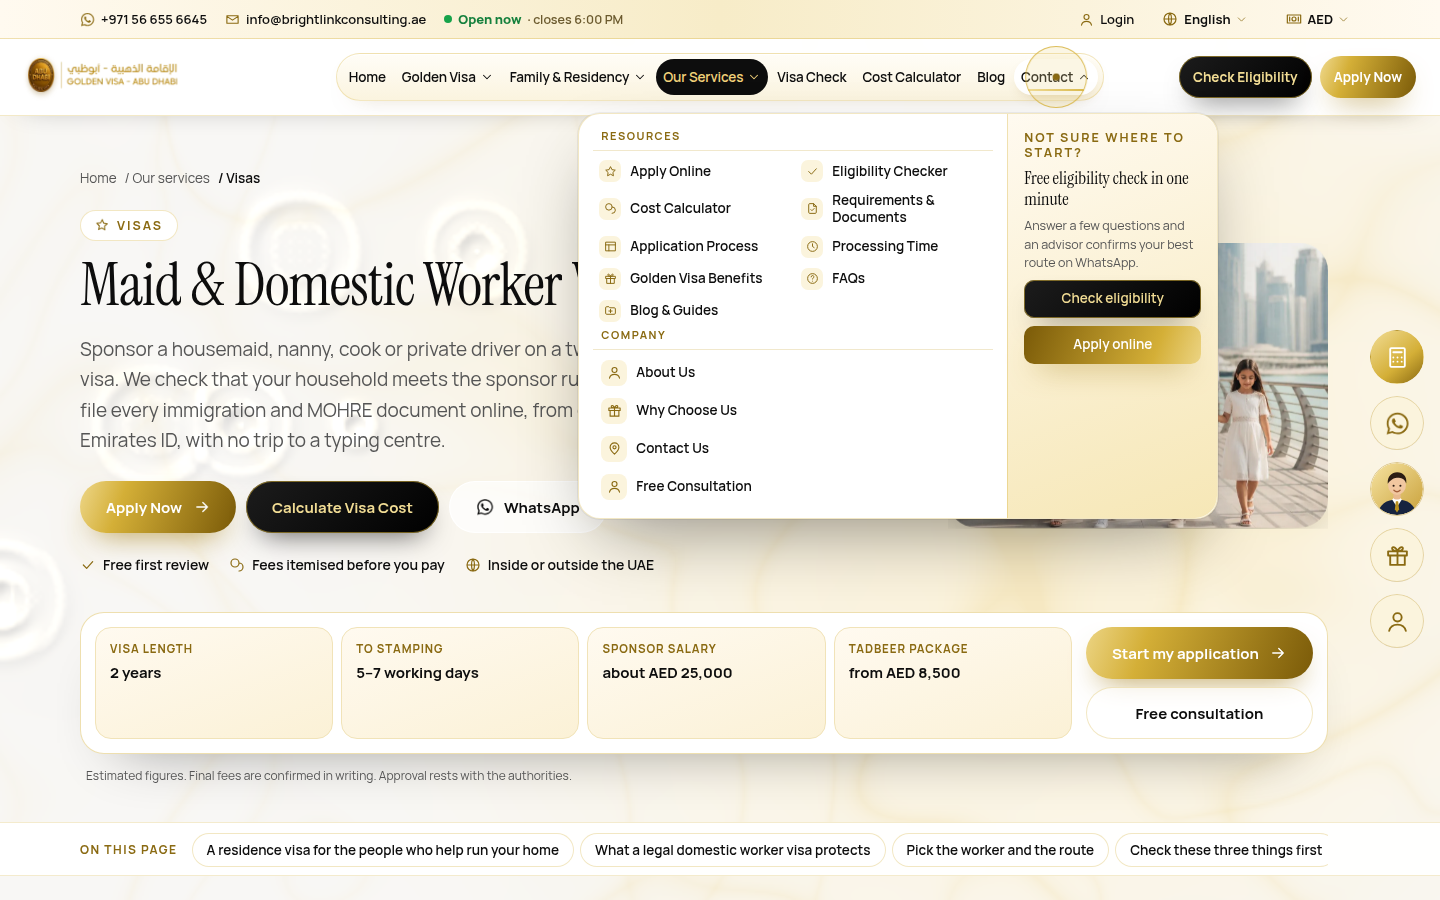 +971 56 655 6645
info@brightlinkconsulting.ae
Open now · closes 6:00 PM
Login
English
AED
ABU DHABI
الإقامة الذهبية - أبوظبي
GOLDEN VISA - ABU DHABI
Home
Golden Visa
Family & Residency
Our Services
Visa Check
Cost Calculator
Blog
Contact
Check Eligibility
Apply Now
RESOURCES
Apply Online
Eligibility Checker
Cost Calculator
Requirements &
Documents
Application Process
Processing Time
Golden Visa Benefits
FAQs
Blog & Guides
COMPANY
About Us
Why Choose Us
Contact Us
Free Consultation
NOT SURE WHERE TO
START?
Free eligibility check in one
minute
Answer a few questions and
an advisor confirms your best
route on WhatsApp.
Check eligibility
Apply online
Home / Our services / Visas
VISAS
Maid & Domestic Worker
Sponsor a housemaid, nanny, cook or private driver on a
visa. We check that your household meets the sponsor
file every immigration and MOHRE document online, from
Emirates ID, with no trip to a typing centre.
Apply Now
Calculate Visa Cost
WhatsApp
Free first review
Fees itemised before you pay
Inside or outside the UAE
VISA LENGTH
2 years
TO STAMPING
5–7 working days
SPONSOR SALARY
about AED 25,000
TADBEER PACKAGE
from AED 8,500
Start my application
Free consultation
Estimated figures. Final fees are confirmed in writing. Approval rests with the authorities.
ON THIS PAGE
A residence visa for the people who help run your home
What a legal domestic worker visa protects
Pick the worker and the route
Check these three things first